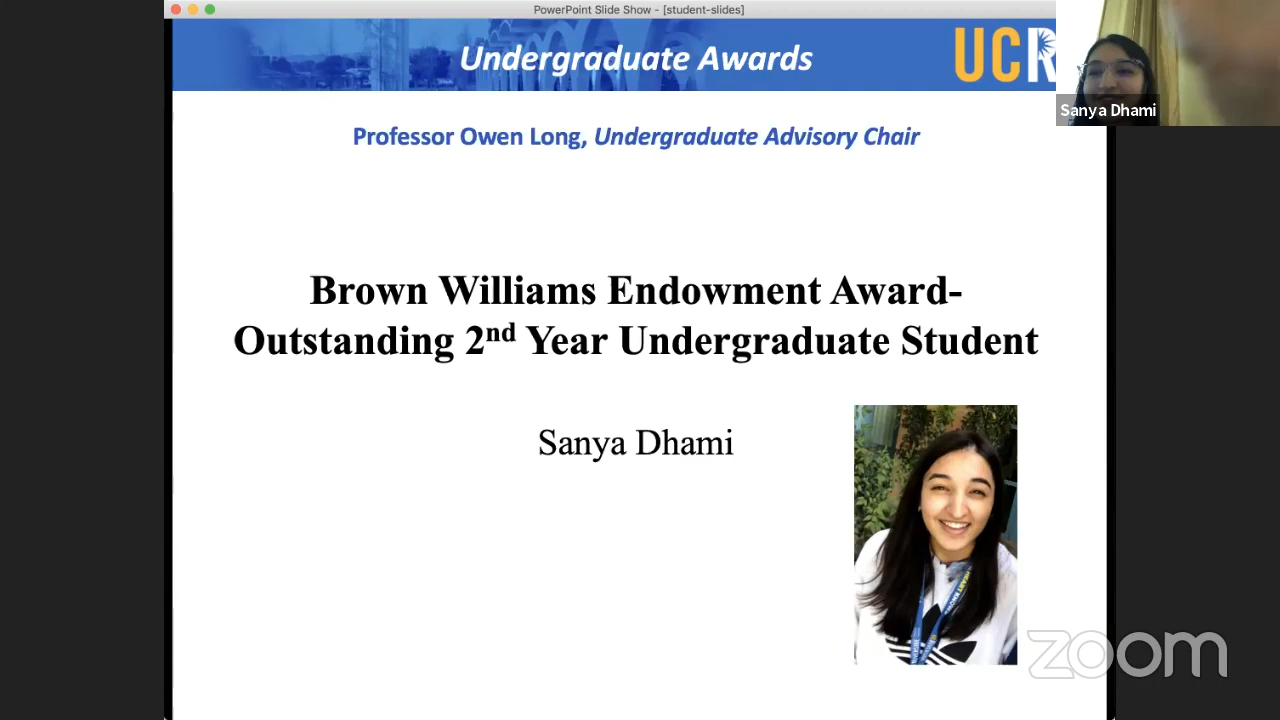 PowerPoint Slide Show - [student-slides]
Undergraduate Awards
UCR
Sanya Dhami
Professor Owen Long, Undergraduate Advisory Chair
Brown Williams Endowment Award-
Outstanding 2nd Year Undergraduate Student
Sanya Dhami
zoom